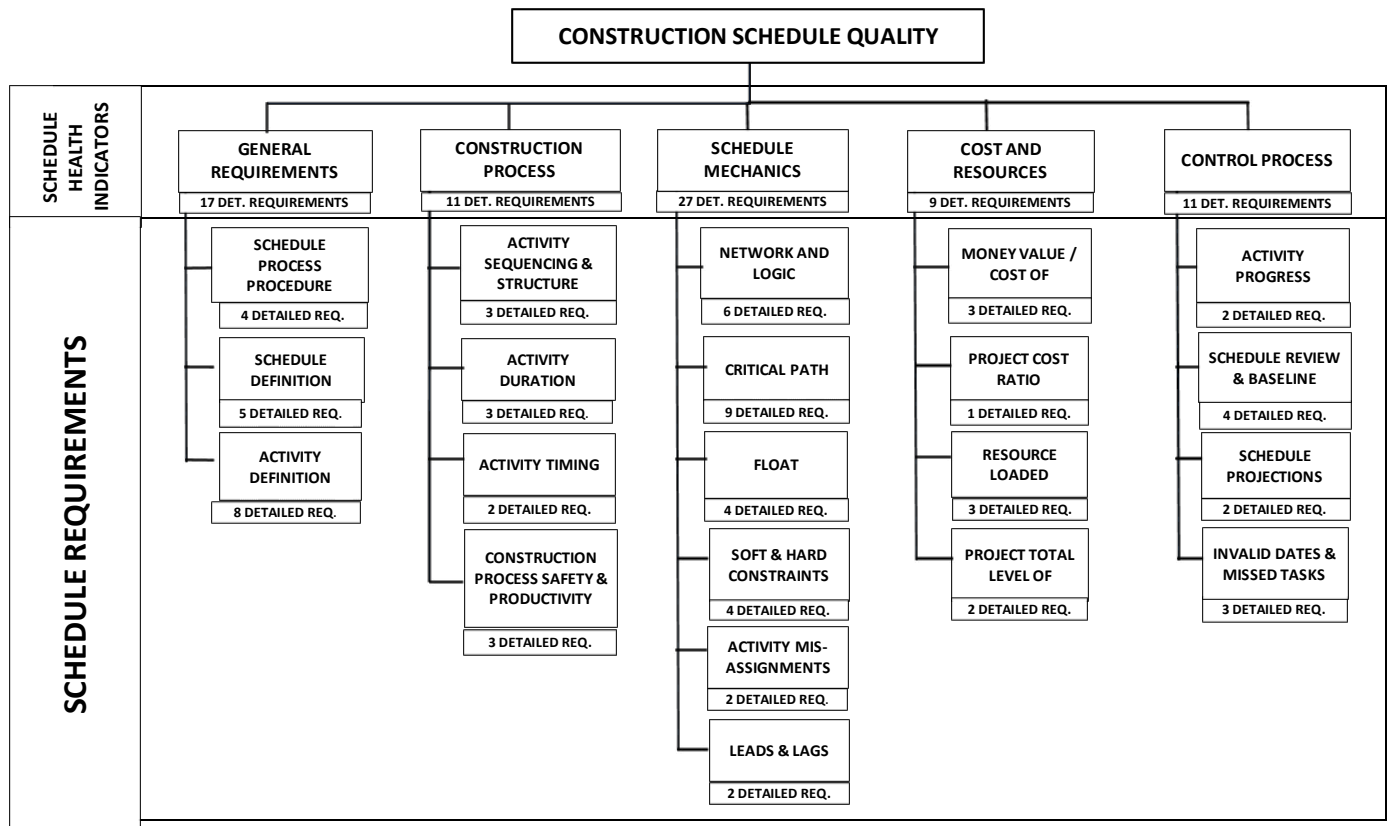 CONSTRUCTION SCHEDULE QUALITY
SCHEDULE
HEALTH
INDICATORS
GENERAL
REQUIREMENTS
17 DET. REQUIREMENTS
CONSTRUCTION
PROCESS
11 DET. REQUIREMENTS
SCHEDULE
MECHANICS
27 DET. REQUIREMENTS
COST AND
RESOURCES
9 DET. REQUIREMENTS
CONTROL PROCESS
11 DET. REQUIREMENTS
SCHEDULE REQUIREMENTS
SCHEDULE
PROCESS
PROCEDURE
4 DETAILED REQ.
SCHEDULE
DEFINITION
5 DETAILED REQ.
ACTIVITY
DEFINITION
8 DETAILED REQ.
ACTIVITY
SEQUENCING &
STRUCTURE
3 DETAILED REQ.
ACTIVITY
DURATION
3 DETAILED REQ.
ACTIVITY TIMING
2 DETAILED REQ.
CONSTRUCTION
PROCESS SAFETY &
PRODUCTIVITY
3 DETAILED REQ.
NETWORK AND
LOGIC
6 DETAILED REQ.
CRITICAL PATH
9 DETAILED REQ.
FLOAT
4 DETAILED REQ.
SOFT & HARD
CONSTRAINTS
4 DETAILED REQ.
ACTIVITY MIS-
ASSIGNMENTS
2 DETAILED REQ.
LEADS & LAGS
2 DETAILED REQ.
MONEY VALUE /
COST OF
3 DETAILED REQ.
PROJECT COST
RATIO
1 DETAILED REQ.
RESOURCE
LOADED
3 DETAILED REQ.
PROJECT TOTAL
LEVEL OF
2 DETAILED REQ.
ACTIVITY
PROGRESS
2 DETAILED REQ.
SCHEDULE REVIEW
& BASELINE
4 DETAILED REQ.
SCHEDULE
PROJECTIONS
2 DETAILED REQ.
INVALID DATES &
MISSED TASKS
3 DETAILED REQ.